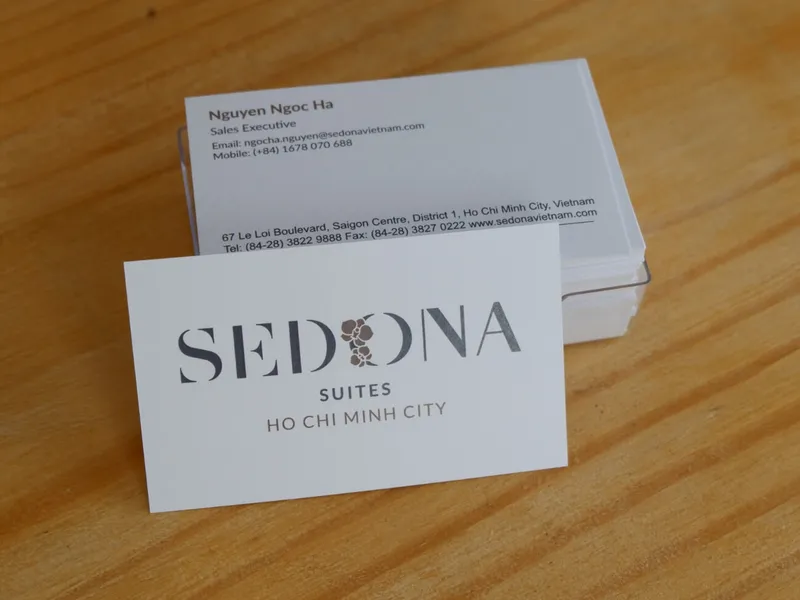 Nguyen Ngoc Ha
Sales Executive
Email: ngocha.nguyen@sedonavietnam.com
Mobile: (+84) 1678 070 688
67 Le Loi Boulevard, Saigon Centre, District 1, Ho Chi Minh City, Vietnam
Tel: (84-28) 3822 9888 Fax: (84-28) 3827 0222 www.sedonavietnam.com
SEDONA
SUITES
HO CHI MINH CITY